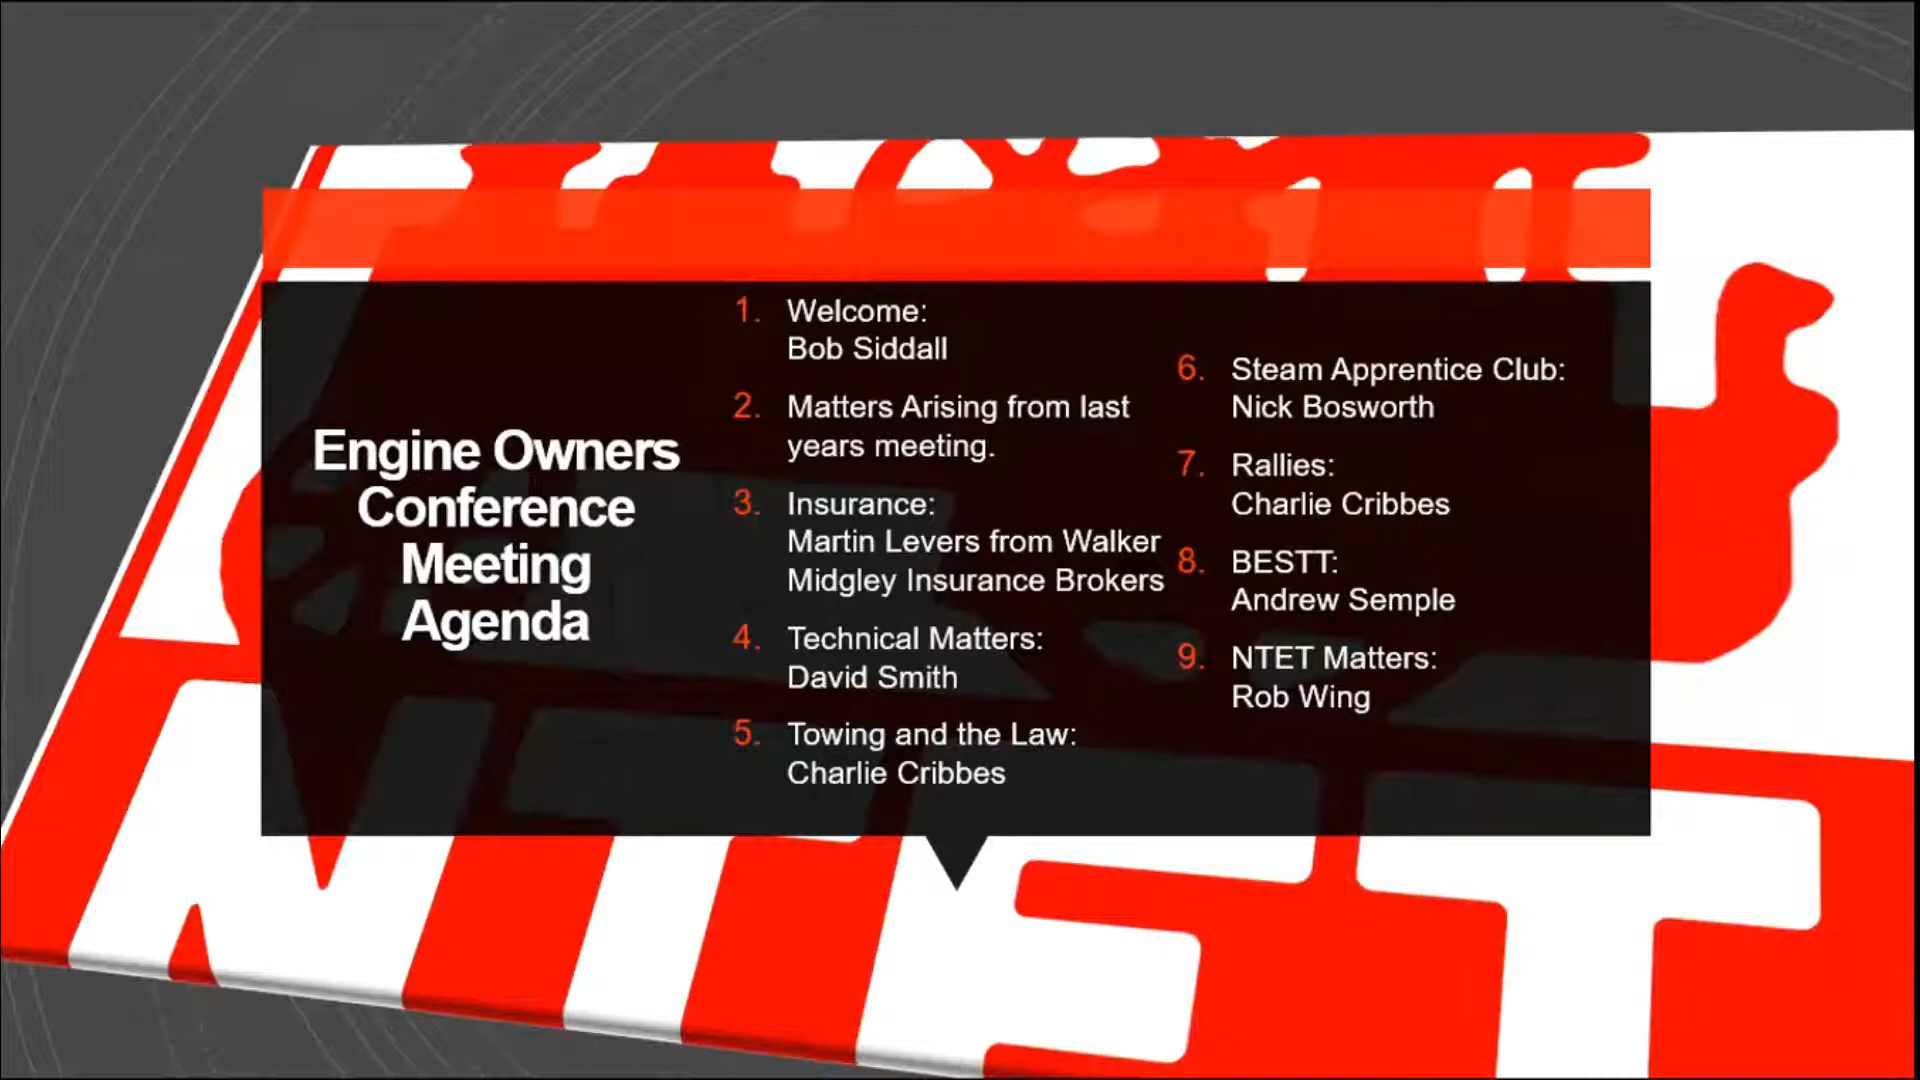 Engine Owners
Conference
Meeting
Agenda
1. Welcome:
Bob Siddall
2. Matters Arising from last
years meeting.
3. Insurance:
Martin Levers from Walker
Midgley Insurance Brokers
4. Technical Matters:
David Smith
5. Towing and the Law:
Charlie Cribbes
6. Steam Apprentice Club:
Nick Bosworth
7. Rallies:
Charlie Cribbes
8. BESTT:
Andrew Semple
9. NTET Matters:
Rob Wing
NTET